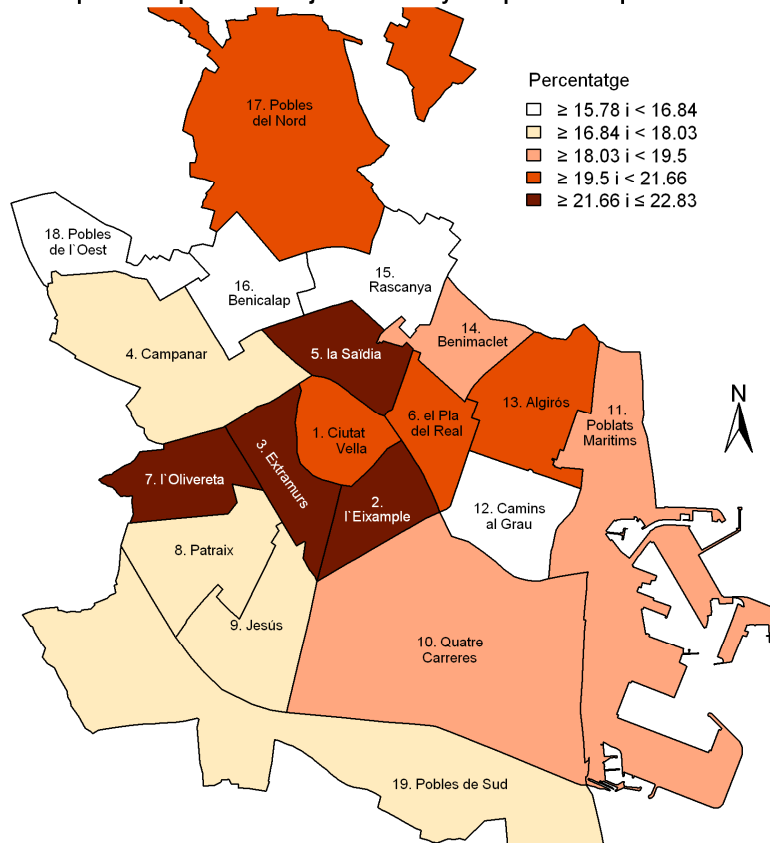 Percentatge
≥ 15.78 i < 16.84
≥ 16.84 i < 18.03
≥ 18.03 i < 19.5
≥ 19.5 i < 21.66
≥ 21.66 i ≤ 22.83
17. Pobles
del Nord
18. Pobles
de l`Oest
16.
Benicalap
15.
Rascanya
14.
Benimaclet
4. Campanar
5. la Saïdia
13. Algirós
11.
Poblats
Maritims
6. el Pla
del Real
1. Ciutat
Vella
N
3. Extramurs
7. l`Olivereta
2.
l`Eixample
12. Camins
al Grau
8. Patraix
9. Jesús
10. Quatre
Carreres
19. Pobles de Sud